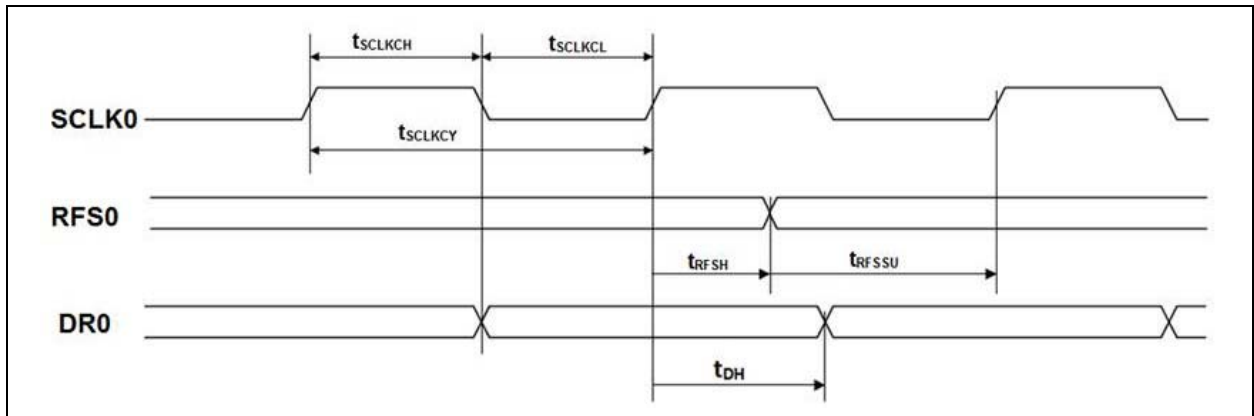 tSCLKCH
tSCLKCL
SCLK0
tSCLKCY
RFS0
tRFSH
tRFSSU
DR0
tDH